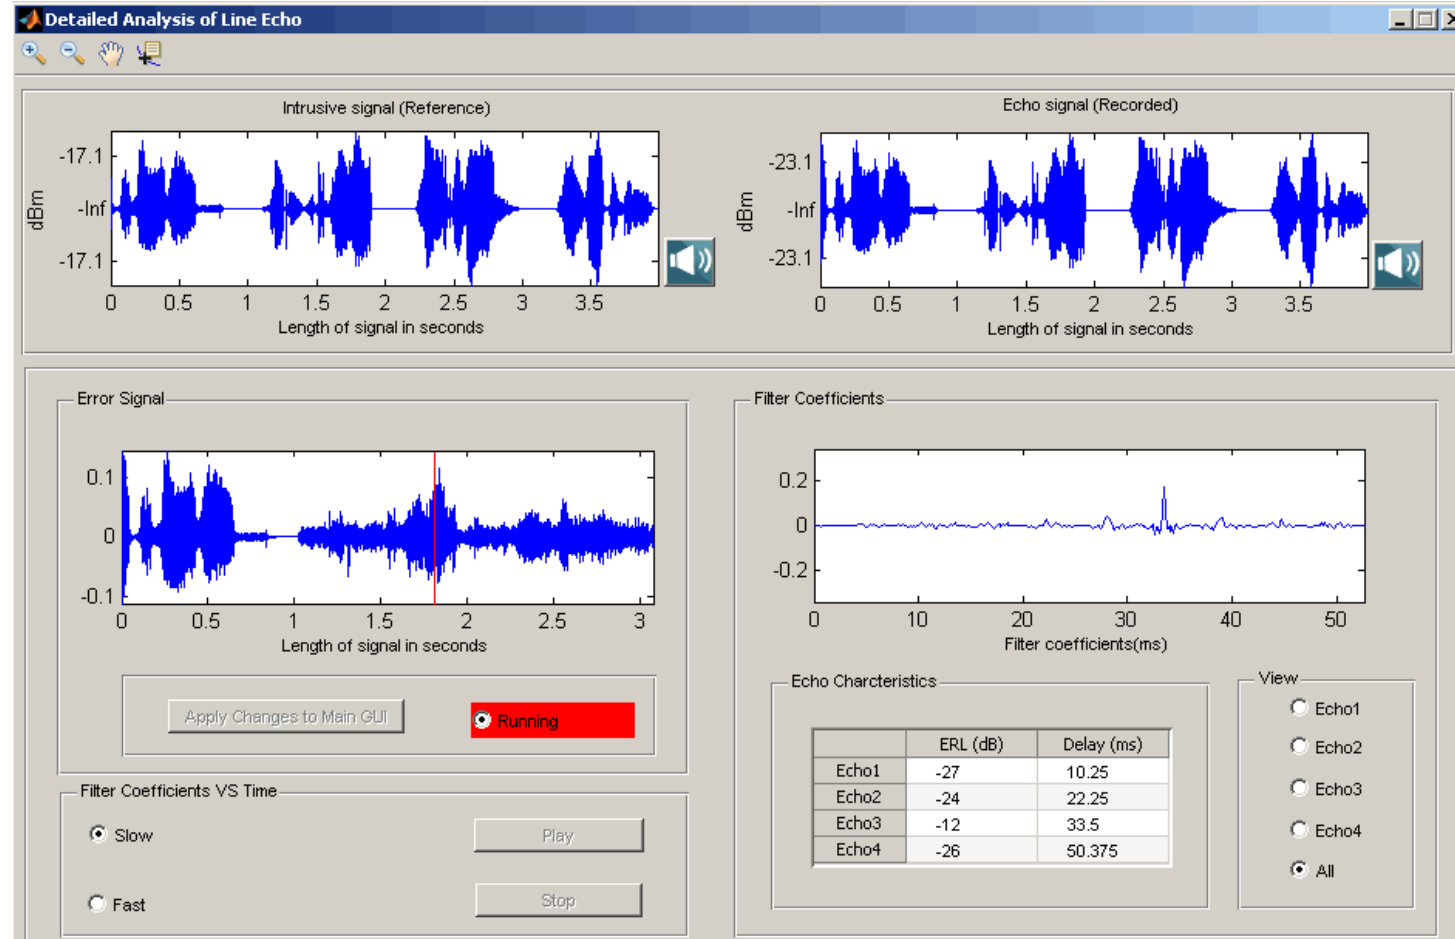 Detailed Analysis of Line Echo
Intrusive signal (Reference)
-17.1
-Inf
-17.1
dBm
0 0.5 1 1.5 2 2.5 3 3.5
Length of signal in seconds
Echo signal (Recorded)
-23.1
-Inf
-23.1
dBm
0 0.5 1 1.5 2 2.5 3 3.5
Length of signal in seconds
Error Signal
0.1
0
-0.1
0 0.5 1 1.5 2 2.5 3
Length of signal in seconds
Apply Changes to Main GUI
Running
Filter Coefficients VS Time
Slow
Play
Fast
Stop
Filter Coefficients
0.2
0
-0.2
0 10 20 30 40 50
Filter coefficients(ms)
Echo Charcteristics
ERL (dB) Delay (ms)
Echo1 -27 10.25
Echo2 -24 22.25
Echo3 -12 33.5
Echo4 -26 50.375
View
Echo1
Echo2
Echo3
Echo4
All